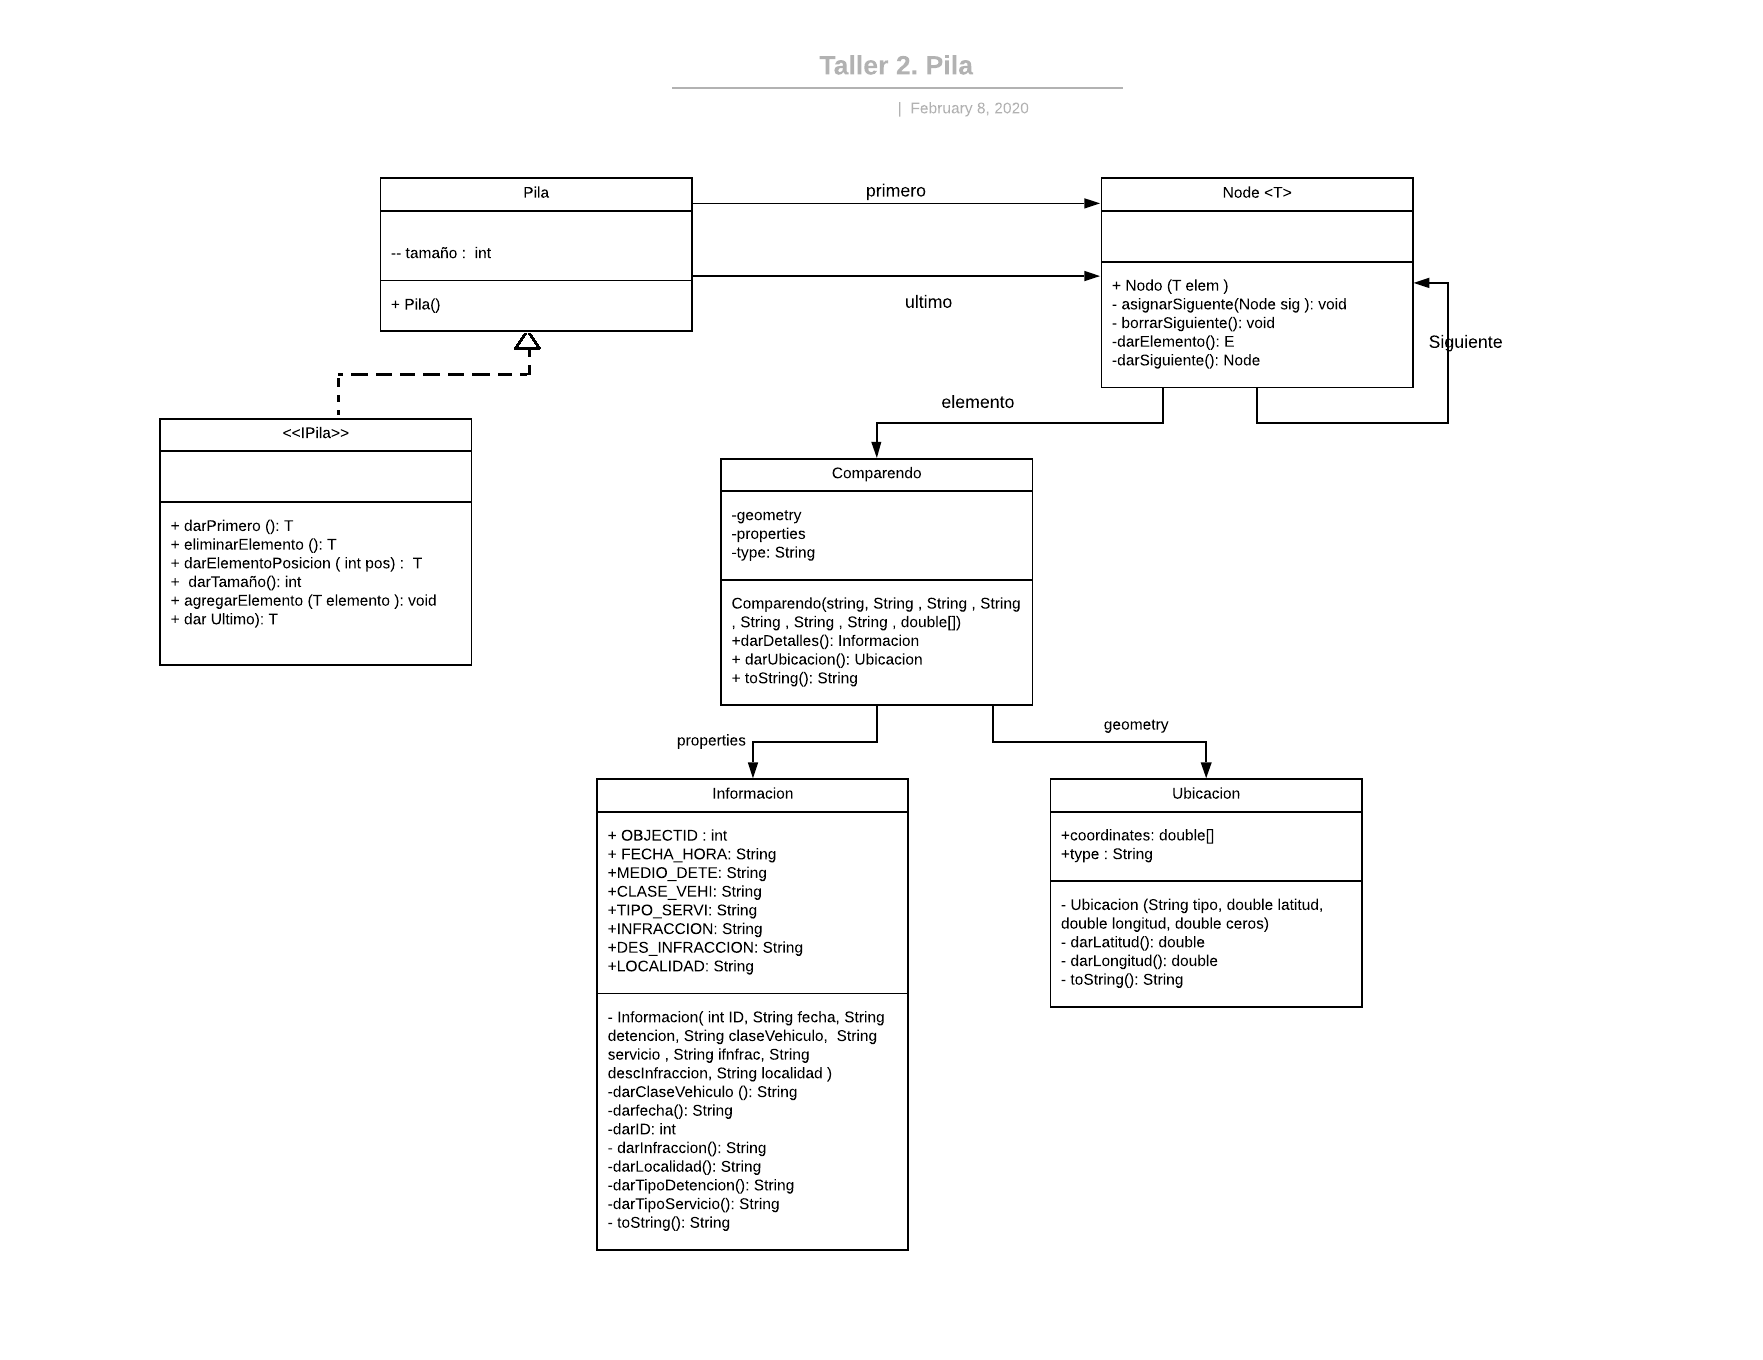 Taller 2. Pila
| February 8, 2020
Pila
-- tamaño : int
+ Pila()
primero
ultimo
Node <T>
+ Nodo (T elem )
- asignarSiguente(Node sig ): void
- borrarSiguiente(): void
-darElemento(): E
-darSiguiente(): Node
Siguiente
elemento
<<IPila>>
+ darPrimero (): T
+ eliminarElemento (): T
+ darElementoPosicion ( int pos) : T
+ darTamaño(): int
+ agregarElemento (T elemento ): void
+ dar Ultimo): T
Comparendo
-geometry
-properties
-type: String
Comparendo(string, String , String , String
, String , String , String , double[])
+darDetalles(): Informacion
+ darUbicacion(): Ubicacion
+ toString(): String
properties
geometry
Informacion
+ OBJECTID : int
+ FECHA_HORA: String
+MEDIO_DETE: String
+CLASE_VEHI: String
+TIPO_SERVI: String
+INFRACCION: String
+DES_INFRACCION: String
+LOCALIDAD: String
- Informacion( int ID, String fecha, String
detencion, String claseVehiculo, String
servicio , String ifnfrac, String
descInfraccion, String localidad )
-darClaseVehiculo (): String
-darfecha(): String
-darID: int
- darInfraccion(): String
-darLocalidad(): String
-darTipoDetencion(): String
-darTipoServicio(): String
- toString(): String
Ubicacion
+coordinates: double[]
+type : String
- Ubicacion (String tipo, double latitud,
double longitud, double ceros)
- darLatitud(): double
- darLongitud(): double
- toString(): String